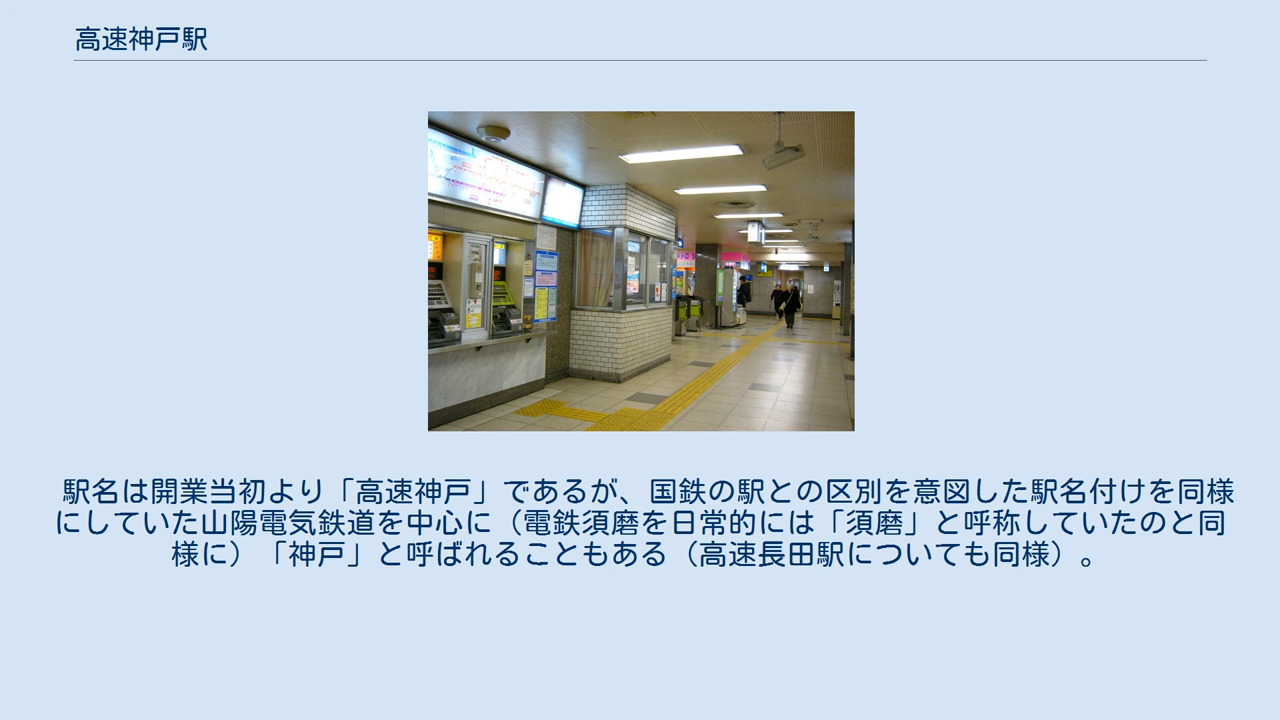 高速神戸駅
駅名は開業当初より「高速神戸」であるが、国鉄の駅との区別を意図した駅名付けを同様
にしていた山陽電気鉄道を中心に（電鉄須磨を日常的には「須磨」と呼称していたのと同
様に）「神戸」と呼ばれることもある（高速長田駅についても同様）。